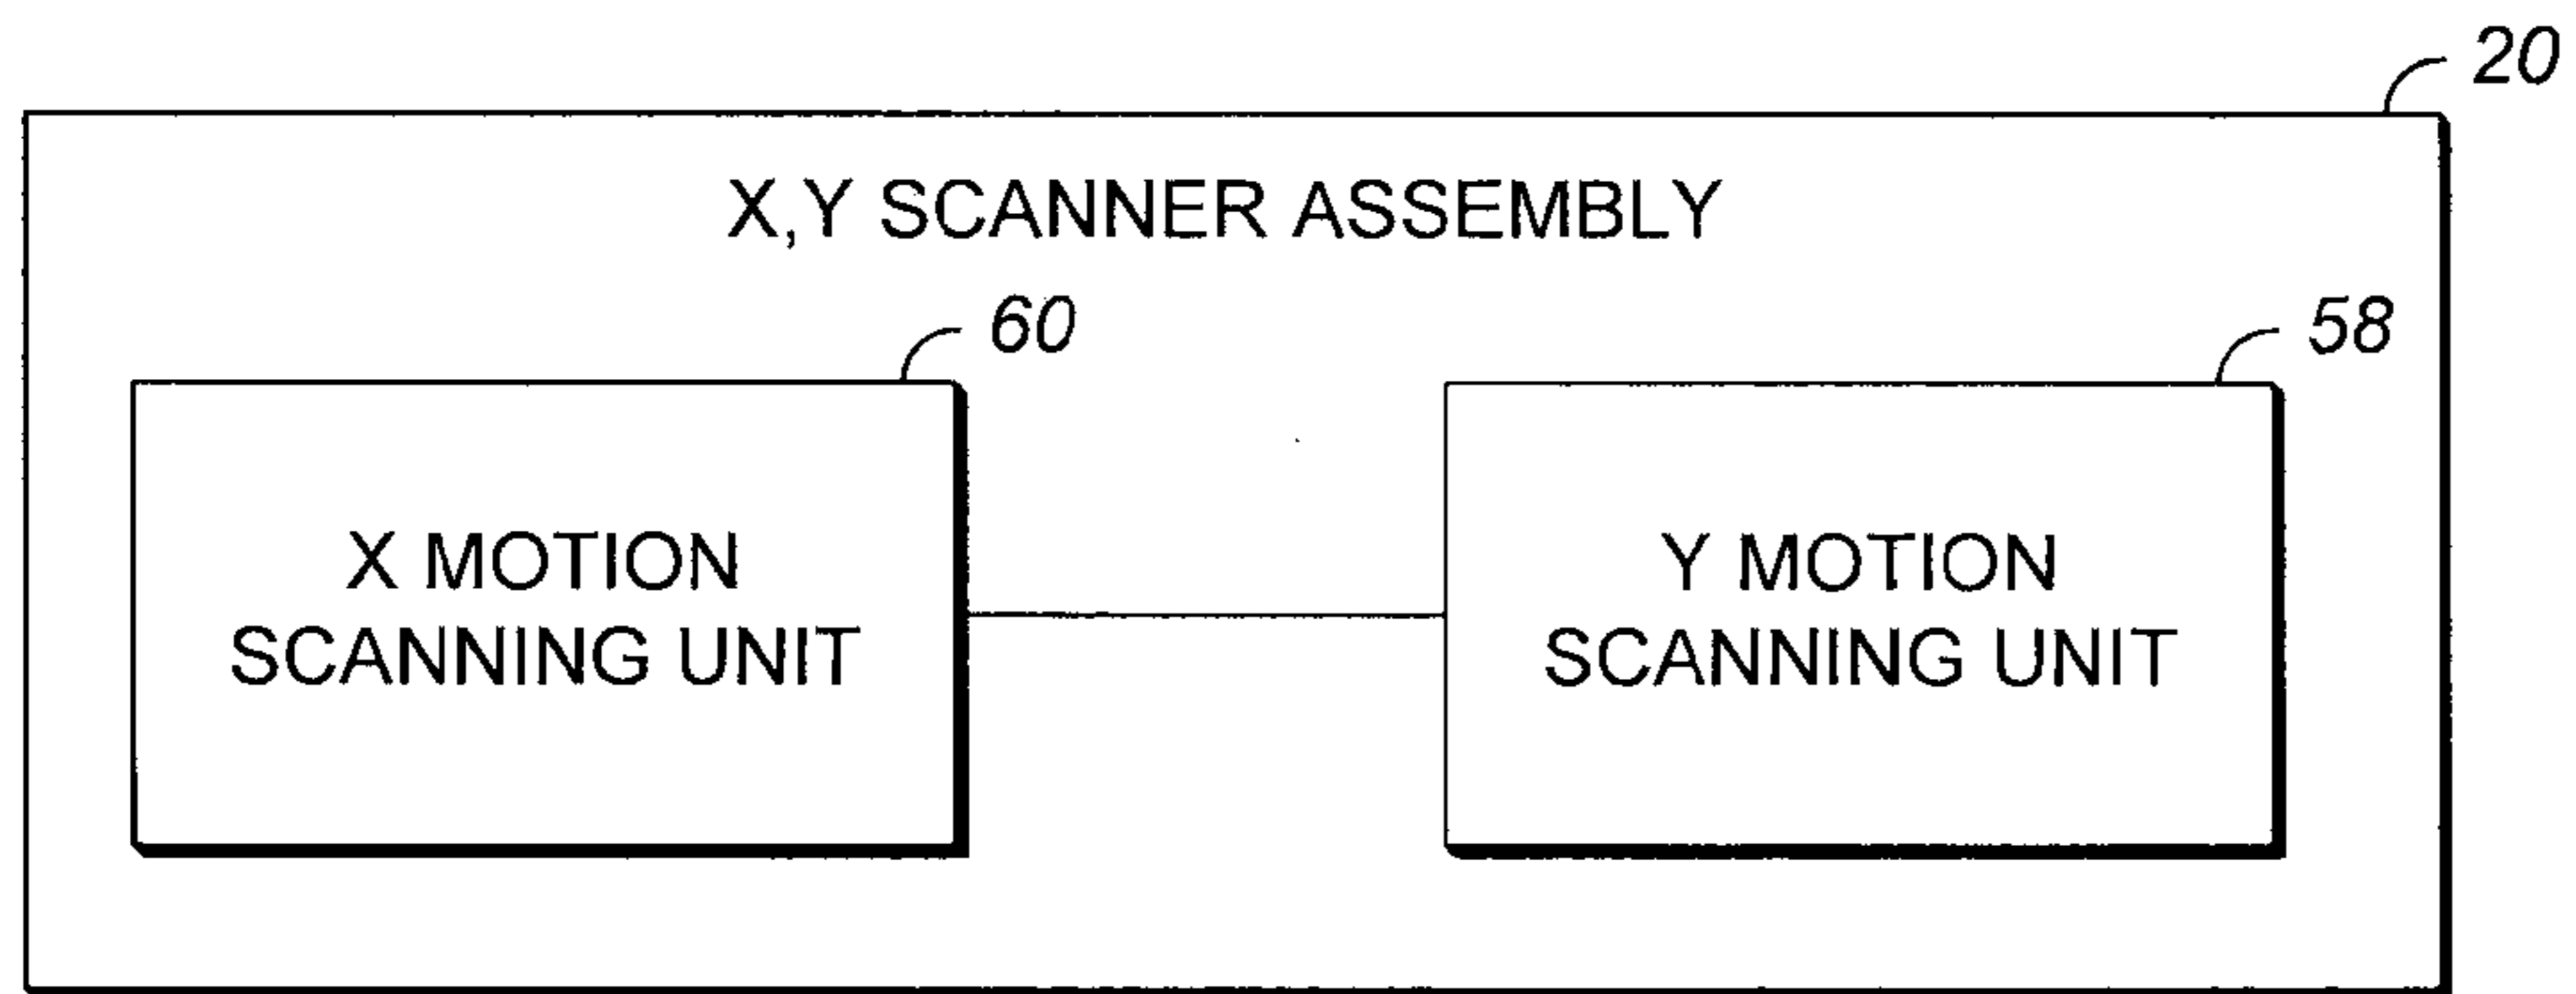 20
X,Y SCANNER ASSEMBLY
60
58
X MOTION
SCANNING UNIT
Y MOTION
SCANNING UNIT